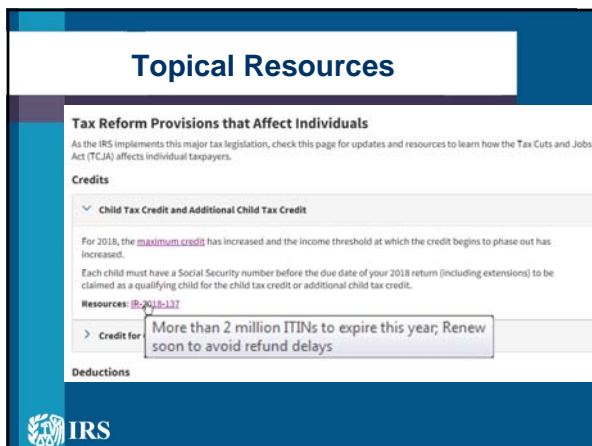 Topical Resources
Tax Reform Provisions that Affect Individuals
As the IRS implements this major tax legislation, check this page for updates and resources to learn how the Tax Cuts and Jobs
Act (TCJA) affects individual taxpayers.
Credits
Child Tax Credit and Additional Child Tax Credit
For 2018, the maximum credit has increased and the income threshold at which the credit begins to phase out has
increased.
Each child must have a Social Security number before the due date of your 2018 return (including extensions) to be
claimed as a qualifying child for the child tax credit or additional child tax credit.
Resources: IR-2018-137
Credit for
More than 2 million ITINs to expire this year; Renew
soon to avoid refund delays
Deductions
IRS